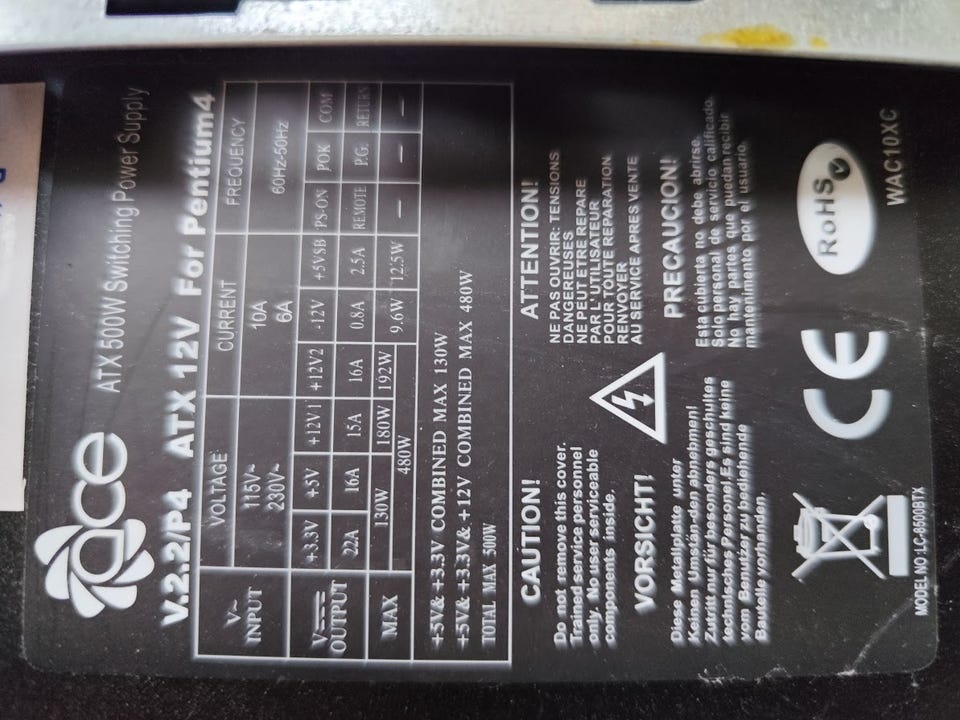 ace
ATX 500W Switching Power Supply
V.2.2/P4 ATX 12V For Pentium4
V~ INPUT VOLTAGE CURRENT FREQUENCY
115V~ 10A 60Hz-50Hz
230V~ 6A
V⎓ OUTPUT +3.3V +5V +12V1 +12V2 -12V +5VSB PS-ON POK COM
22A 16A 15A 16A 0.8A 2.5A REMOTE P.G. RETURN
MAX 130W 180W 192W 9.6W 12.5W — — —
480W
+5V& +3.3V COMBINED MAX 130W
+5V& +3.3V& +12V COMBINED MAX 480W
TOTAL MAX 500W
CAUTION!
Do not remove this cover.
Trained service personnel
only. No user serviceable
components inside.
ATTENTION!
NE PAS OUVRIR: TENSIONS
DANGEREUSES
NE PEUT ETRE REPARE
PAR L'UTILISATEUR
POUR TOUTE REPARATION
RENVOYER
AU SERVICE APRES VENTE
VORSICHT!
Diese Metallplatte unter
Keinen Umstän den abnehmen!
Zutritt nur für besonders geschultes
technisches Personel.Es sind keine
vom Benutzer zu bediehende
Bauteile vorhanden.
PRECAUCION!
Esta cubierta no debe abrirse.
Solo personal de servicio calificado.
No hay partes que puedan recibir
mantenimiento por el usuario.
CE
RoHS
MODEL NO :LC-8500BTX
WAC10XC